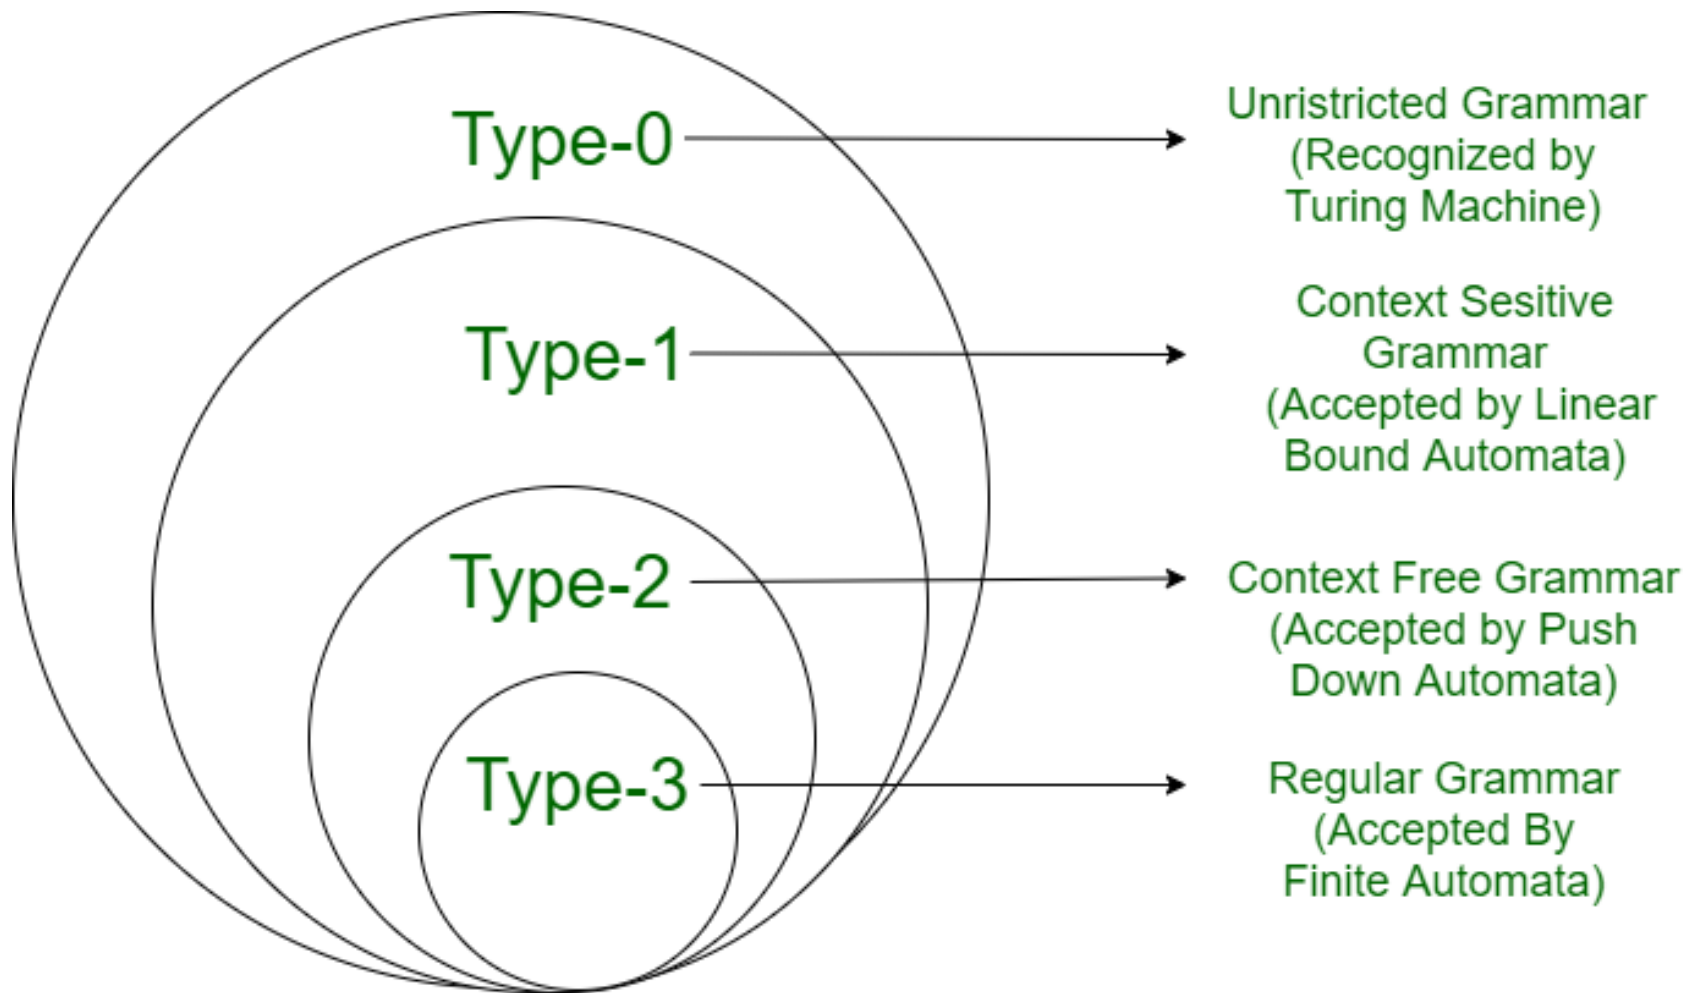 Type-0
Unristricted Grammar
(Recognized by
Turing Machine)
Type-1
Context Sesitive
Grammar
(Accepted by Linear
Bound Automata)
Type-2
Context Free Grammar
(Accepted by Push
Down Automata)
Type-3
Regular Grammar
(Accepted By
Finite Automata)